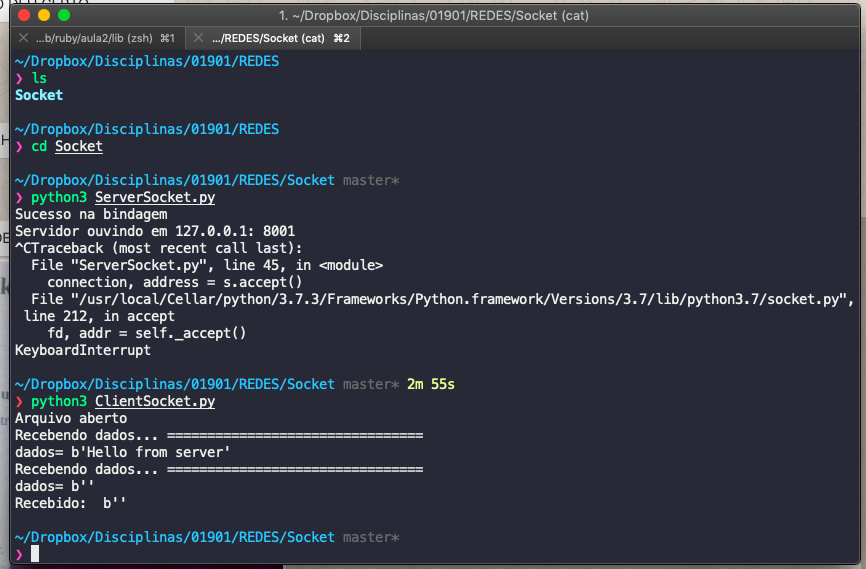 1. ~/Dropbox/Disciplinas/01901/REDES/Socket (cat)
...b/ruby/aula2/lib (zsh) ⌘1 .../REDES/Socket (cat) ⌘2
~/Dropbox/Disciplinas/01901/REDES
❯ ls
Socket
~/Dropbox/Disciplinas/01901/REDES
❯ cd Socket
~/Dropbox/Disciplinas/01901/REDES/Socket master*
❯ python3 ServerSocket.py
Sucesso na bindagem
Servidor ouvindo em 127.0.0.1: 8001
^CTraceback (most recent call last):
  File "ServerSocket.py", line 45, in <module>
    connection, address = s.accept()
  File "/usr/local/Cellar/python/3.7.3/Frameworks/Python.framework/Versions/3.7/lib/python3.7/socket.py",
 line 212, in accept
    fd, addr = self._accept()
KeyboardInterrupt
~/Dropbox/Disciplinas/01901/REDES/Socket master* 2m 55s
❯ python3 ClientSocket.py
Arquivo aberto
Recebendo dados... ================================
dados= b'Hello from server'
Recebendo dados... ================================
dados= b''
Recebido:  b''
~/Dropbox/Disciplinas/01901/REDES/Socket master*
❯